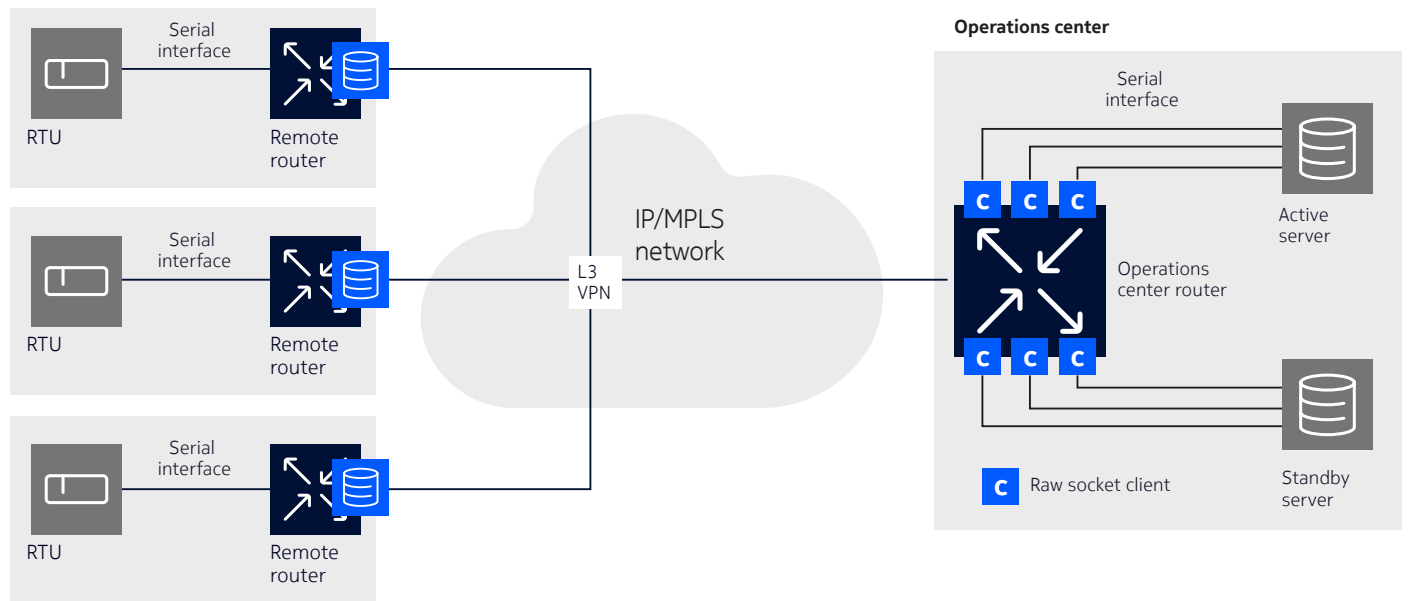 Serial
interface
RTU
Remote
router
Serial
interface
RTU
Remote
router
Serial
interface
RTU
Remote
router
IP/MPLS
network
L3
VPN
Operations center
Serial
interface
C C C
Active
server
Operations
center router
C C C
C Raw socket client
Standby
server